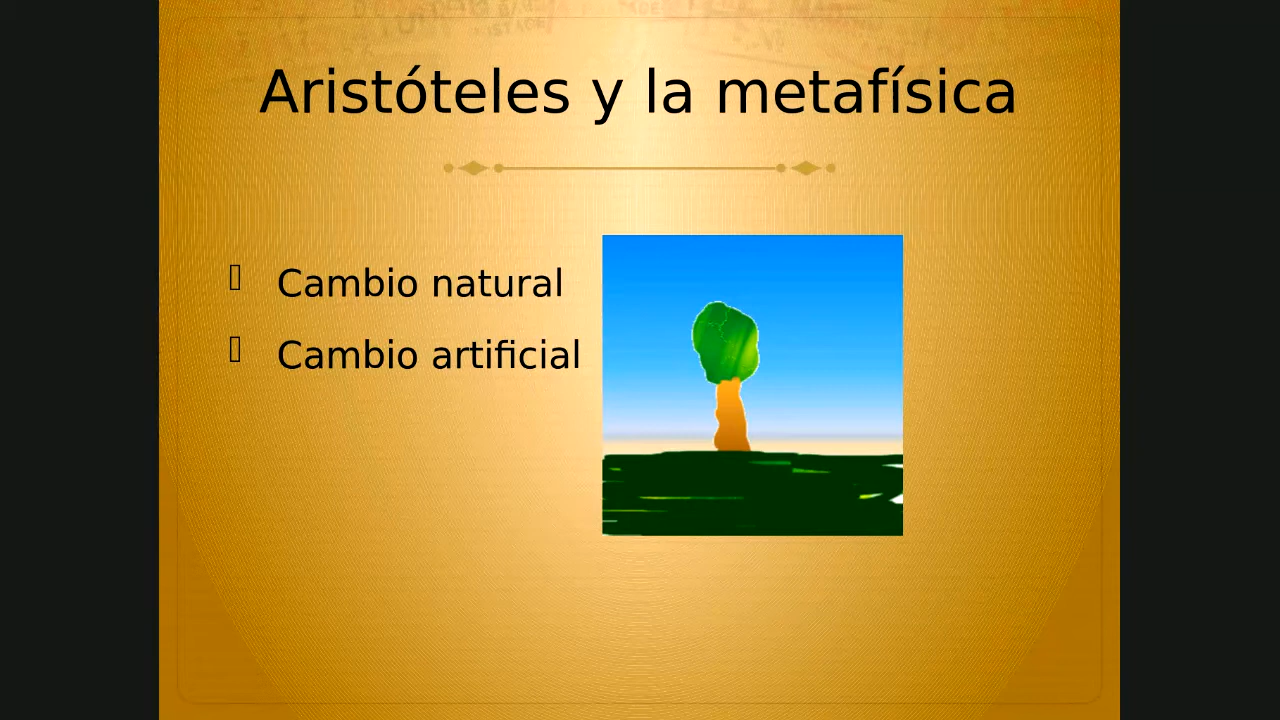 Aristóteles y la metafísica
Cambio natural
Cambio artificial